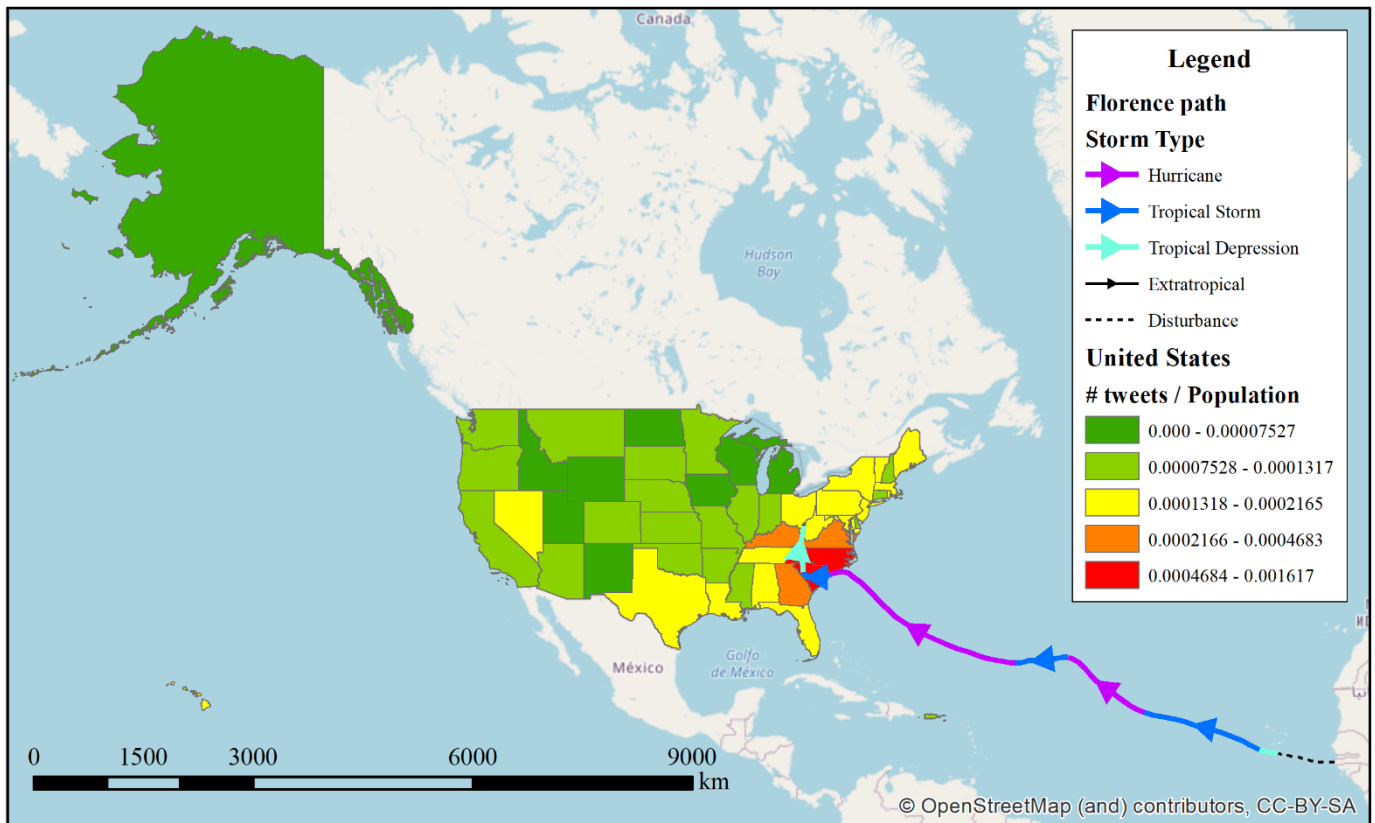 Canada
Hudson
Bay
México
Golfo
de México
Legend
Florence path
Storm Type
Hurricane
Tropical Storm
Tropical Depression
Extratropical
Disturbance
United States
# tweets / Population
0.000 - 0.00007527
0.00007528 - 0.0001317
0.0001318 - 0.0002165
0.0002166 - 0.0004683
0.0004684 - 0.001617
0 1500 3000 6000 9000
km
© OpenStreetMap (and) contributors, CC-BY-SA